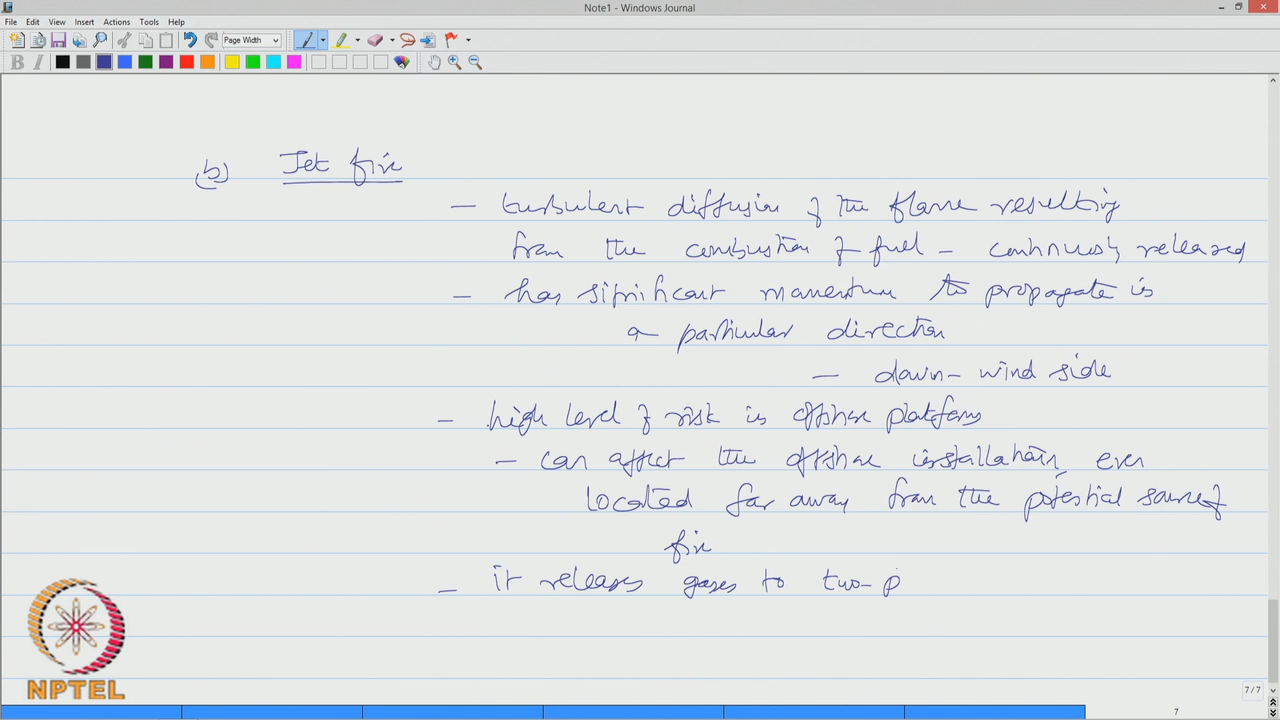 Note1 - Windows Journal
File Edit View Insert Actions Tools Help
Page Width
B I
(b) Jet fire
— turbulent diffusion of the flame resulting
from the combustion of fuel – continuously released
— has significant momentum to propagate in
a particular direction
— down-wind side
- high level of risk in offshore platforms
- can affect the offshore installation, even
located far away from the potential source of
fire
- it releases gases to two-p
NPTEL
7 / 7
7